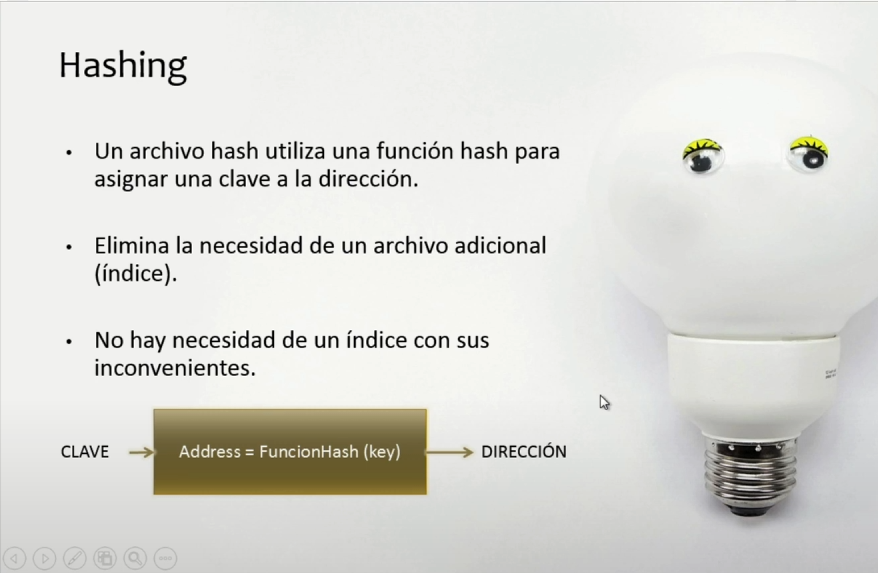 Hashing
• Un archivo hash utiliza una función hash para
asignar una clave a la dirección.
• Elimina la necesidad de un archivo adicional
(índice).
• No hay necesidad de un índice con sus
inconvenientes.
CLAVE
Address = FuncionHash (key)
DIRECCIÓN